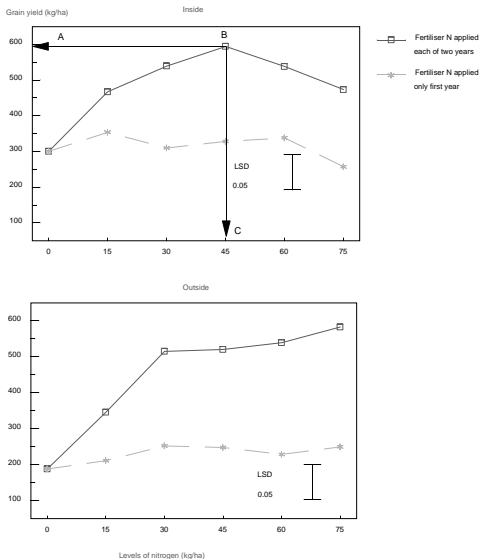 Grain yield (kg/ha)
Inside
600
500
400
300
200
100
A
B
C
LSD
0.05
0 15 30 45 60 75
Fertiliser N applied
each of two years
Fertiliser N applied
only first year
Outside
600
500
400
300
200
100
LSD
0.05
0 15 30 45 60 75
Levels of nitrogen (kg/ha)